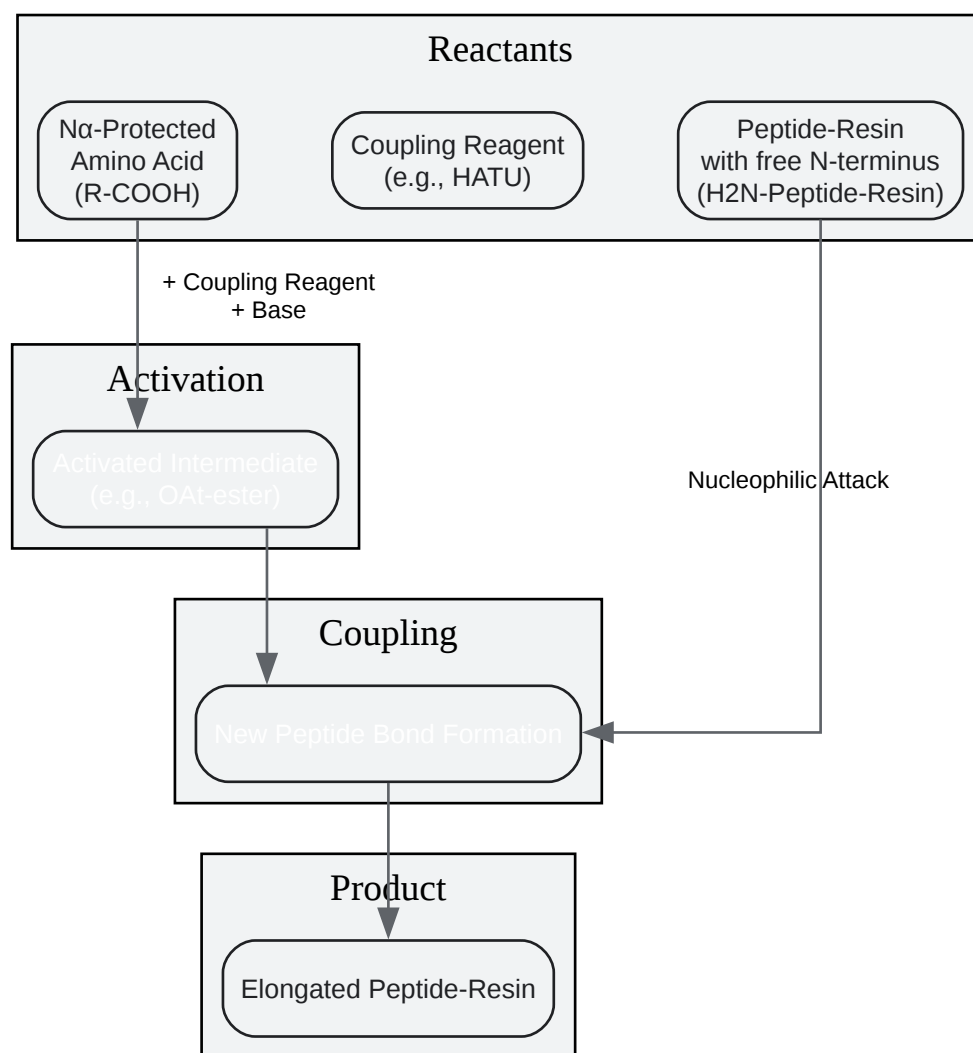 Reactants
Nα-Protected
Amino Acid
(R-COOH)
Coupling Reagent
(e.g., HATU)
Peptide-Resin
with free N-terminus
(H2N-Peptide-Resin)
+ Coupling Reagent
+ Base
Activation
Activated Intermediate
(e.g., OAt-ester)
Nucleophilic Attack
Coupling
New Peptide Bond Formation
Product
Elongated Peptide-Resin